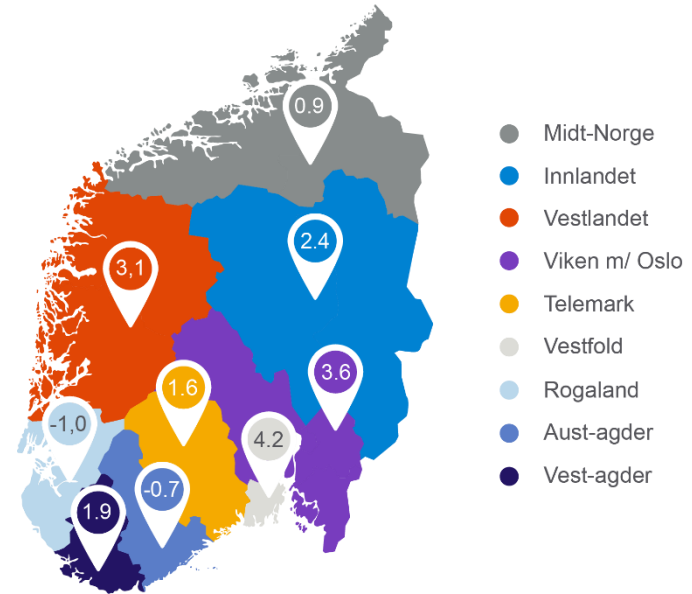 0.9
2.4
3,1
3.6
1.6
-1,0
4.2
-0.7
1.9
Midt-Norge
Innlandet
Vestlandet
Viken m/ Oslo
Telemark
Vestfold
Rogaland
Aust-agder
Vest-agder